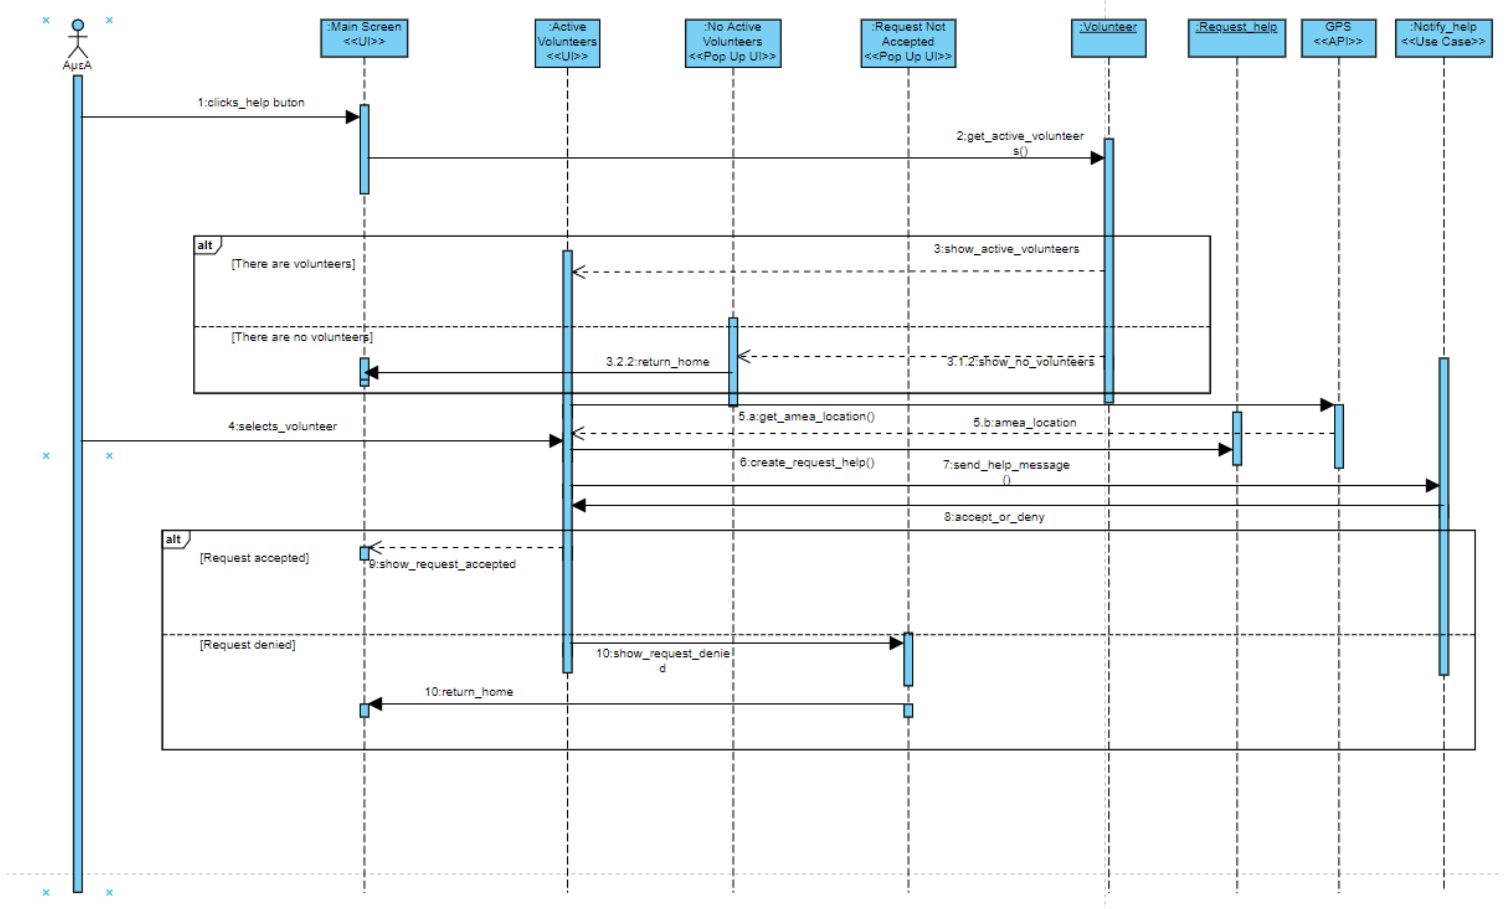 ΑμεΑ
:Main Screen
<<UI>>
:Active
Volunteers
<<UI>>
:No Active
Volunteers
<<Pop Up UI>>
:Request Not
Accepted
<<Pop Up UI>>
:Volunteer
:Request_help
GPS
<<API>>
:Notify_help
<<Use Case>>
1:clicks_help buton
2:get_active_volunteer
s()
alt
[There are volunteers]
3:show_active_volunteers
[There are no volunteers]
3.1.2:show_no_volunteers
3.2.2:return_home
5.a:get_amea_location()
4:selects_volunteer
5.b:amea_location
6:create_request_help()
7:send_help_message
()
8:accept_or_deny
alt
[Request accepted]
9:show_request_accepted
[Request denied]
10:show_request_denie
d
10:return_home